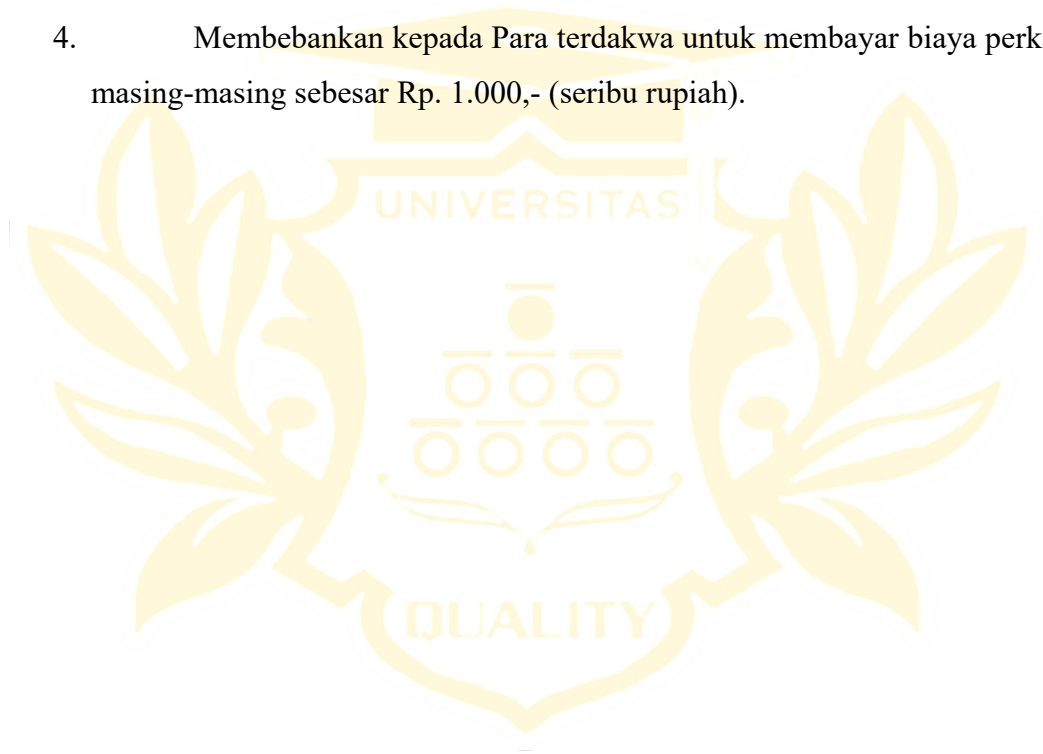 4. Membebankan kepada Para terdakwa untuk membayar biaya perk
masing-masing sebesar Rp. 1.000,- (seribu rupiah).
UNIVERSITAS
QUALITY